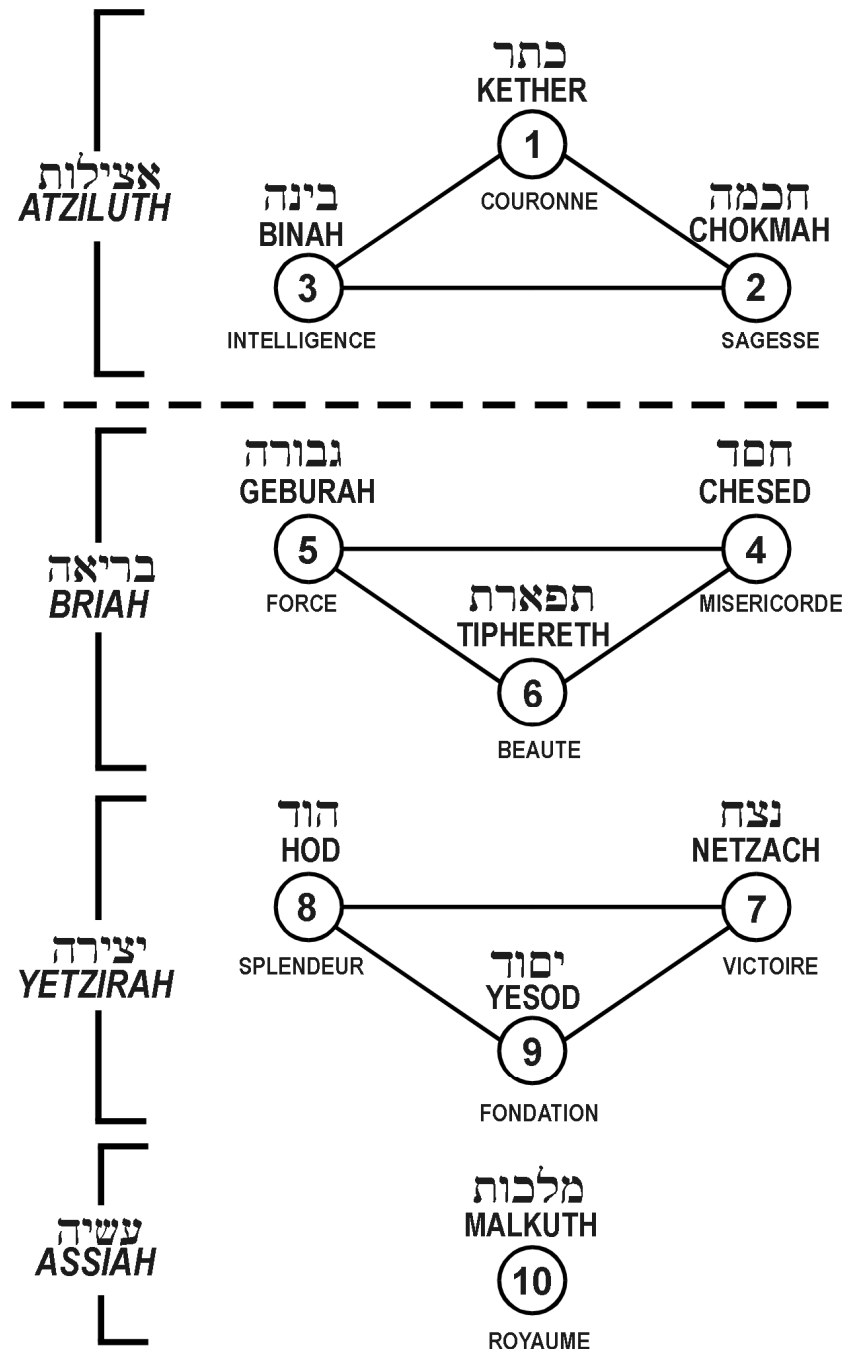 כתר
KETHER
1
COURONNE
אצילות
ATZILUTH
בינה
BINAH
3
INTELLIGENCE
חכמה
CHOKMAH
2
SAGESSE
בריאה
BRIAH
גבורה
GEBURAH
5
FORCE
חסד
CHESED
4
MISERICORDE
תפארת
TIPHERETH
6
BEAUTE
יצירה
YETZIRAH
הוד
HOD
8
SPLENDEUR
נצח
NETZACH
7
VICTOIRE
יסוד
YESOD
9
FONDATION
עשיה
ASSIAH
מלכות
MALKUTH
10
ROYAUME